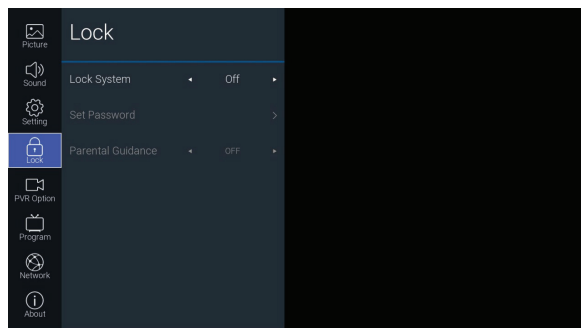 Picture
Sound
Setting
Lock
PVR Option
Program
Network
About
Lock
Lock System Off
Set Password
Parental Guidance OFF